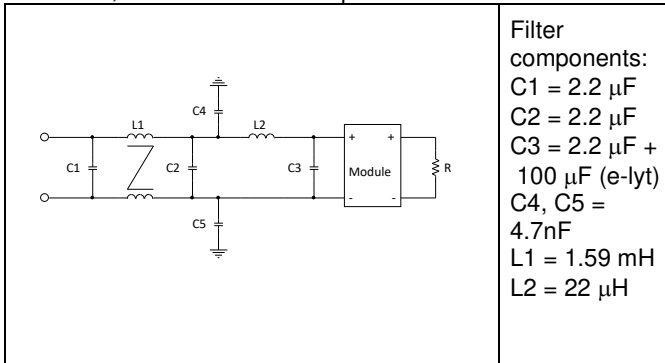 C4
L1
L2
C1
C2
C3
+
+
Module
-
-
R
C5
Filter
components:
C1 = 2.2 µF
C2 = 2.2 µF
C3 = 2.2 µF +
100 µF (e-lyt)
C4, C5 =
4.7nF
L1 = 1.59 mH
L2 = 22 µH